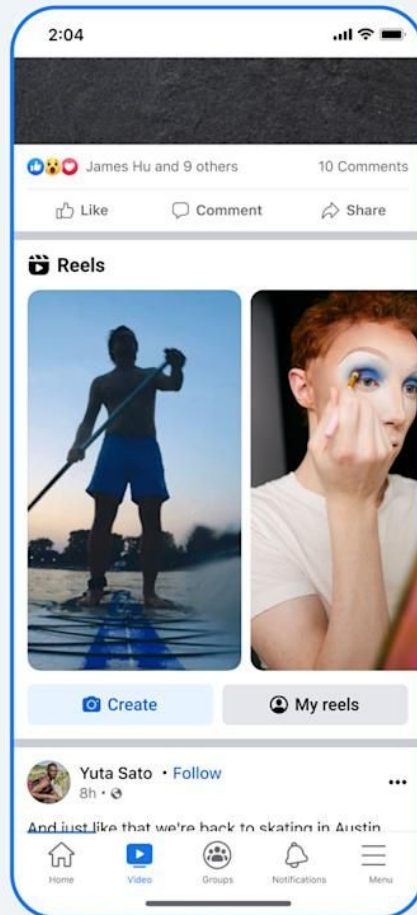 2:04
James Hu and 9 others 10 Comments
Like Comment Share
Reels
Create My reels
Yuta Sato • Follow
8h •
And just like that we're back to skating in Austin
Home Video Groups Notifications Menu